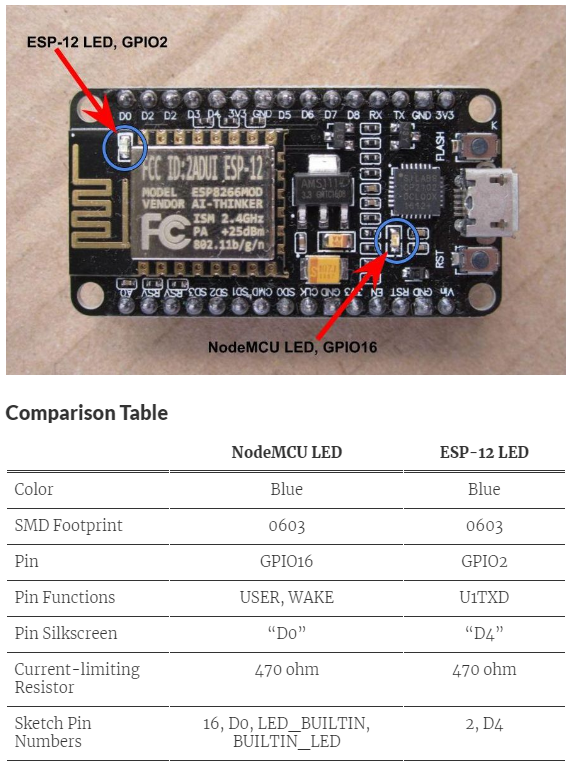 ESP-12 LED, GPIO2
D0 D2 D2 D3 D4 3V3 GND D5 D6 D7 D8 RX TX GND 3V3
K
FLASH
FCC ID:2ADUI ESP-12
MODEL ESP8266MOD
VENDOR AI-THINKER
ISM 2.4GHz
PA +25dBm
802.11b/g/n
FC
AMS111
RST
A0 RSV RSV SD3 SD2 SD1 CMD SD0 CLK GND EN RST GND Vin
NodeMCU LED, GPIO16
Comparison Table
NodeMCU LED ESP-12 LED
Color Blue Blue
SMD Footprint 0603 0603
Pin GPIO16 GPIO2
Pin Functions USER, WAKE U1TXD
Pin Silkscreen “D0” “D4”
Current-limiting 470 ohm 470 ohm
Resistor
Sketch Pin 16, D0, LED_BUILTIN, 2, D4
Numbers BUILTIN_LED